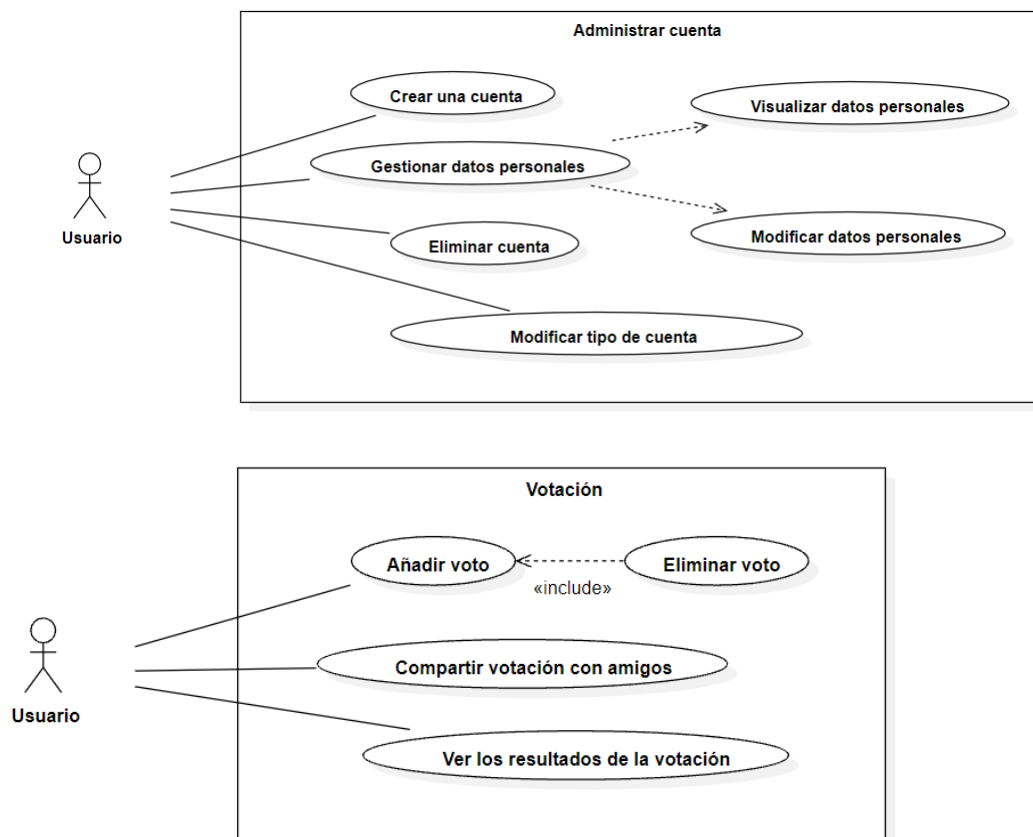 Administrar cuenta
Crear una cuenta
Visualizar datos personales
Gestionar datos personales
Usuario
Eliminar cuenta
Modificar datos personales
Modificar tipo de cuenta
Votación
Añadir voto
Eliminar voto
«include»
Compartir votación con amigos
Usuario
Ver los resultados de la votación